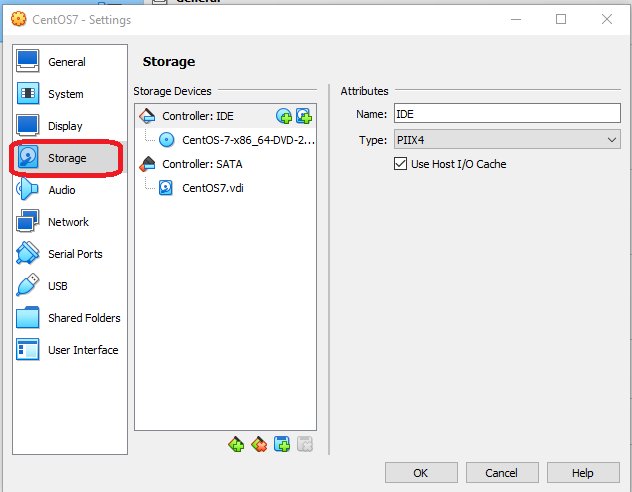 General
CentOS7 - Settings
General
System
Display
Storage
Audio
Network
Serial Ports
USB
Shared Folders
User Interface
Storage
Storage Devices
Controller: IDE
CentOS-7-x86_64-DVD-2...
Controller: SATA
CentOS7.vdi
Attributes
Name: IDE
Type: PIIX4
Use Host I/O Cache
OK Cancel Help